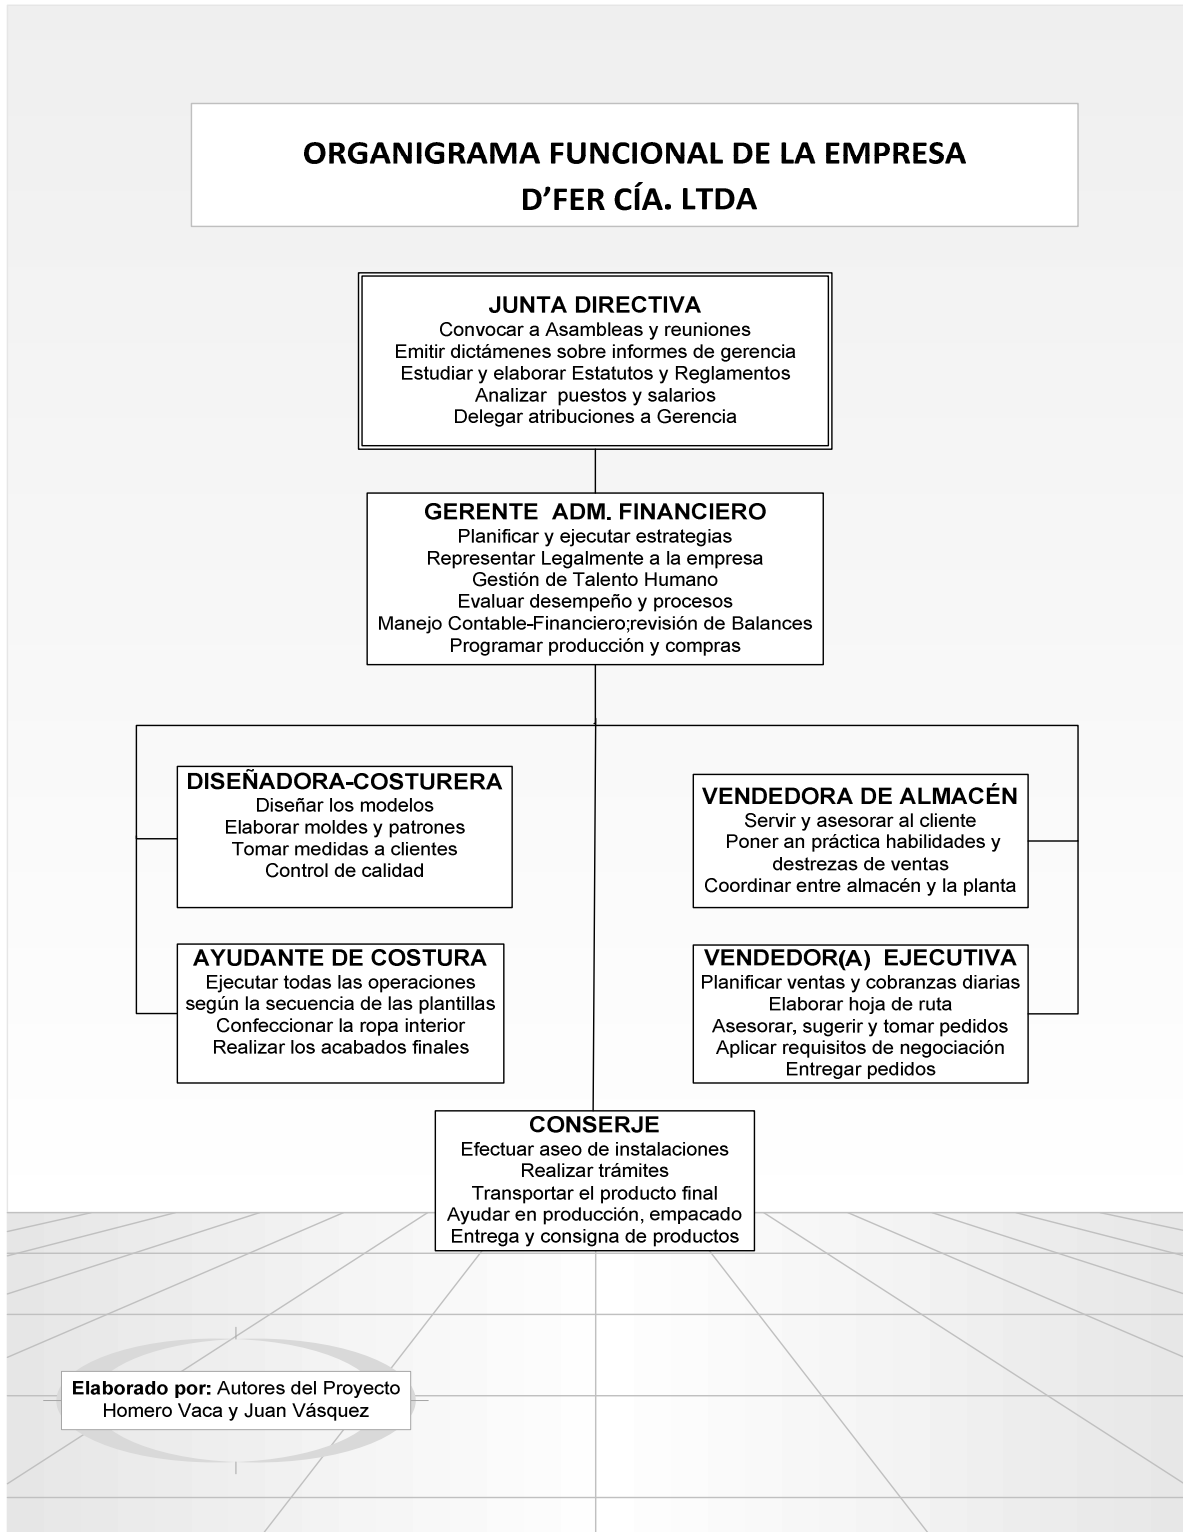 ORGANIGRAMA FUNCIONAL DE LA EMPRESA
D’FER CÍA. LTDA
JUNTA DIRECTIVA
Convocar a Asambleas y reuniones
Emitir dictámenes sobre informes de gerencia
Estudiar y elaborar Estatutos y Reglamentos
Analizar  puestos y salarios
Delegar atribuciones a Gerencia
GERENTE  ADM. FINANCIERO
Planificar y ejecutar estrategias
Representar Legalmente a la empresa
Gestión de Talento Humano
Evaluar desempeño y procesos
Manejo Contable-Financiero;revisión de Balances
Programar producción y compras
DISEÑADORA-COSTURERA
Diseñar los modelos
Elaborar moldes y patrones
Tomar medidas a clientes
Control de calidad
VENDEDORA DE ALMACÉN
Servir y asesorar al cliente
Poner an práctica habilidades y
destrezas de ventas
Coordinar entre almacén y la planta
AYUDANTE DE COSTURA
Ejecutar todas las operaciones
según la secuencia de las plantillas
Confeccionar la ropa interior
Realizar los acabados finales
VENDEDOR(A)  EJECUTIVA
Planificar ventas y cobranzas diarias
Elaborar hoja de ruta
Asesorar, sugerir y tomar pedidos
Aplicar requisitos de negociación
Entregar pedidos
CONSERJE
Efectuar aseo de instalaciones
Realizar trámites
Transportar el producto final
Ayudar en producción, empacado
Entrega y consigna de productos
Elaborado por: Autores del Proyecto
Homero Vaca y Juan Vásquez